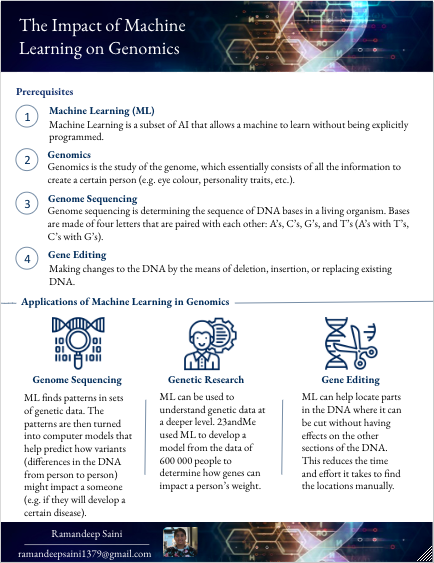 The Impact of Machine
Learning on Genomics
Prerequisites
1
Machine Learning (ML)
Machine Learning is a subset of AI that allows a machine to learn without being explicitly
programmed.
2
Genomics
Genomics is the study of the genome, which essentially consists of all the information to
create a certain person (e.g. eye colour, personality traits, etc.).
3
Genome Sequencing
Genome sequencing is determining the sequence of DNA bases in a living organism. Bases
are made of four letters that are paired with each other: A's, C's, G's, and T's (A's with T's,
C's with G's).
4
Gene Editing
Making changes to the DNA by the means of deletion, insertion, or replacing existing
DNA.
Applications of Machine Learning in Genomics
Genome Sequencing
ML finds patterns in sets
of genetic data. The
patterns are then turned
into computer models that
help predict how variants
(differences in the DNA
from person to person)
might impact a someone
(e.g. if they will develop a
certain disease).
Genetic Research
ML can be used to
understand genetic data at
a deeper level. 23andMe
used ML to develop a
model from the data of
600 000 people to
determine how genes can
impact a person's weight.
Gene Editing
ML can help locate parts
in the DNA where it can
be cut without having
effects on the other
sections of the DNA.
This reduces the time
and effort it takes to find
the locations manually.
Ramandeep Saini
ramandeepsaini1379@gmail.com